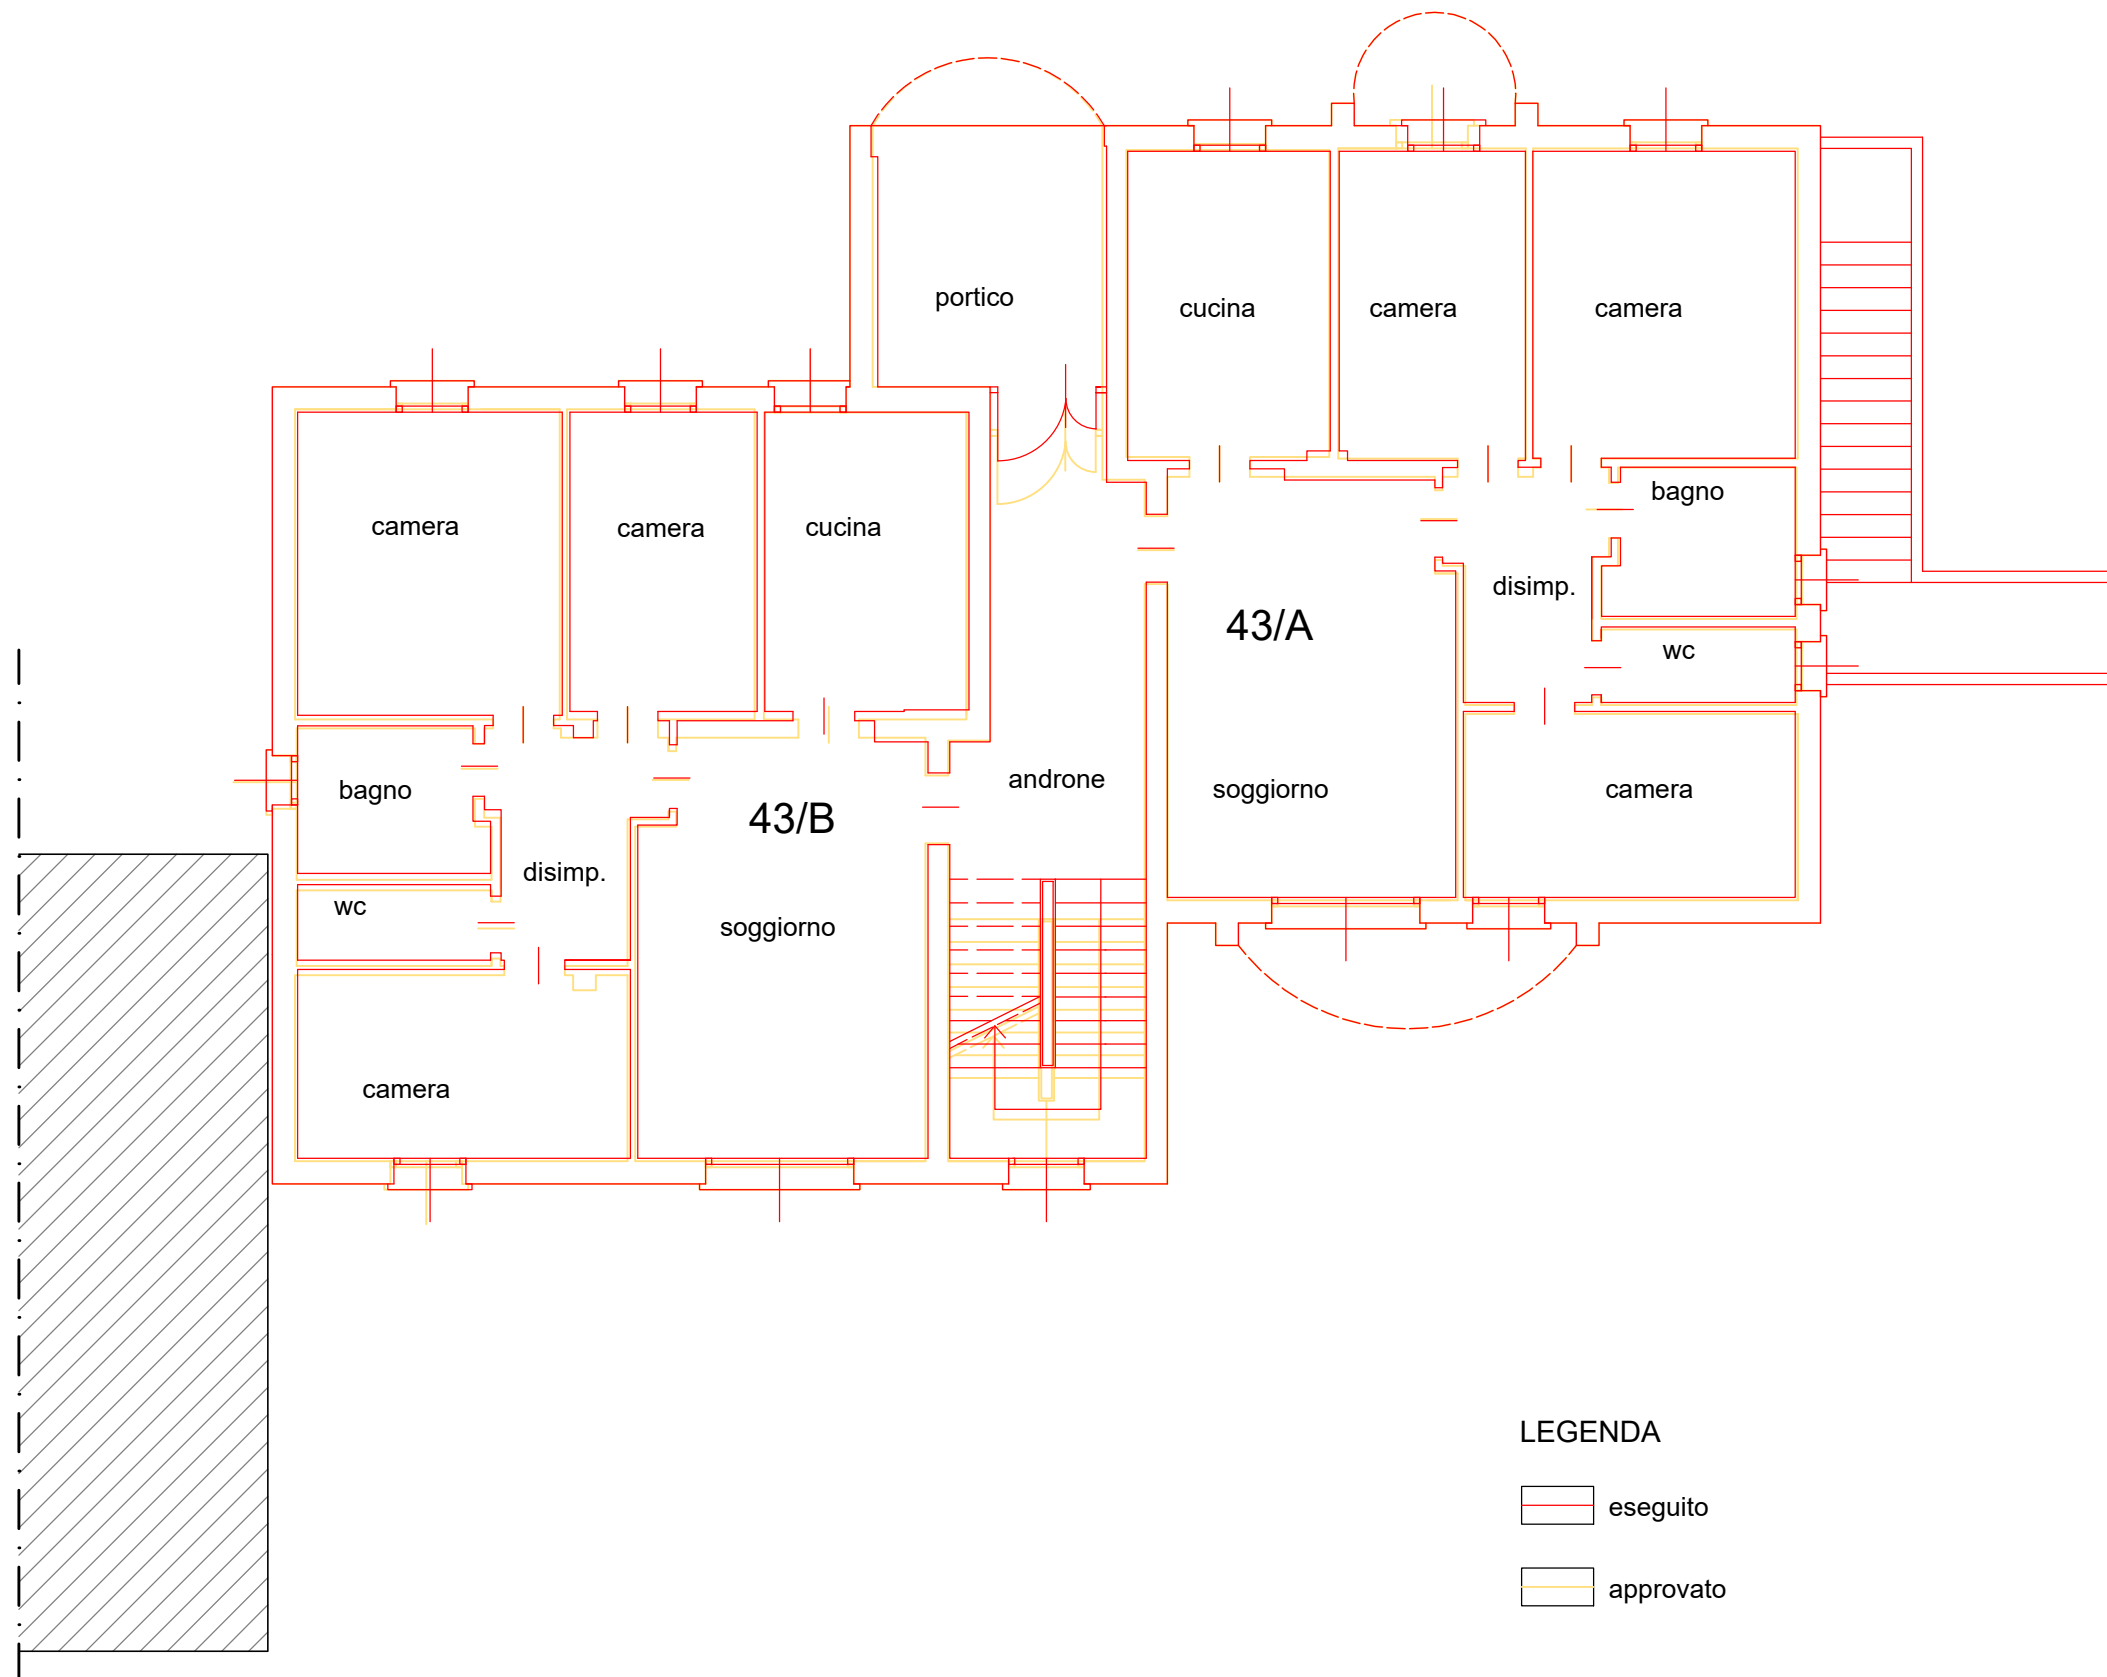 portico
cucina
camera
camera
bagno
camera
camera
cucina
disimp.
43/A
wc
androne
soggiorno
camera
bagno
43/B
disimp.
wc
soggiorno
camera
LEGENDA
eseguito
approvato